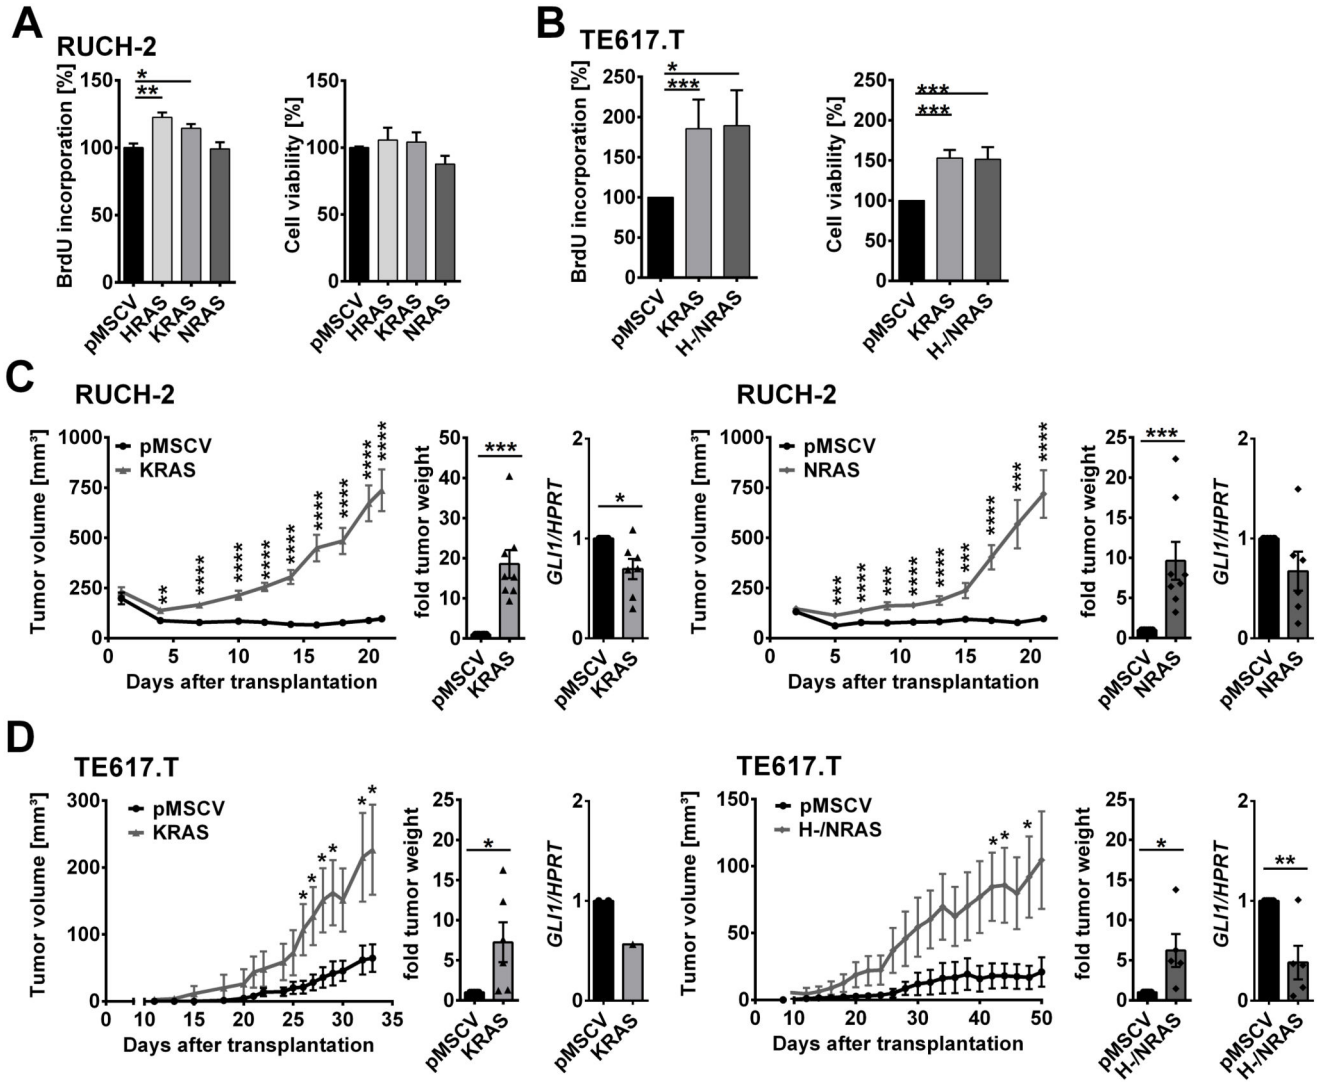 A
RUCH-2
BrdU incorporation [%]
150
100
50
0
*
**
pMSCV
HRAS
KRAS
NRAS
Cell viability [%]
150
100
50
0
pMSCV
HRAS
KRAS
NRAS
B
TE617.T
BrdU incorporation [%]
250
200
150
100
50
0
*
***
pMSCV
KRAS
H-/NRAS
Cell viability [%]
250
200
150
100
50
0
***
***
pMSCV
KRAS
H-/NRAS
C
RUCH-2
Tumor volume [mm³]
1000
750
500
250
0
pMSCV
KRAS
**
****
****
****
****
****
****
****
****
0 5 10 15 20
Days after transplantation
fold tumor weight
50
40
30
20
10
0
***
pMSCV
KRAS
GLI1/HPRT
2
1
0
*
pMSCV
KRAS
RUCH-2
Tumor volume [mm³]
1000
750
500
250
0
pMSCV
NRAS
***
****
***
****
****
***
****
***
****
0 5 10 15 20
Days after transplantation
fold tumor weight
25
20
15
10
5
0
***
pMSCV
NRAS
GLI1/HPRT
2
1
0
pMSCV
NRAS
D
TE617.T
Tumor volume [mm³]
300
200
100
0
pMSCV
KRAS
* * * * * *
0 10 15 20 25 30 35
Days after transplantation
fold tumor weight
25
20
15
10
5
0
*
pMSCV
KRAS
GLI1/HPRT
2
1
0
pMSCV
KRAS
TE617.T
Tumor volume [mm³]
150
100
50
0
pMSCV
H-/NRAS
* * *
0 10 20 30 40 50
Days after transplantation
fold tumor weight
25
20
15
10
5
0
*
pMSCV
H-/NRAS
GLI1/HPRT
2
1
0
**
pMSCV
H-/NRAS